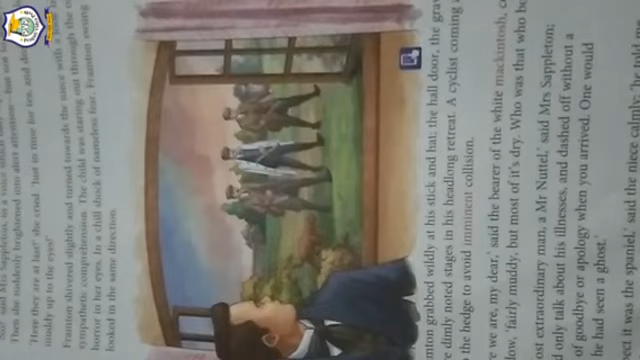 said Mrs Sappleton, in a voice which only
Then she suddenly brightened into alert attention – but not to
'Here they are at last!' she cried. 'Just in time for tea, and do
muddy up to the eyes!'
Framton shivered slightly and turned towards the niece with a look
sympathetic comprehension. The child was staring out through the
horror in her eyes. In a chill shock of nameless fear, Framton swung
looked in the same direction.
mton grabbed wildly at his stick and hat; the hall door, the grav
e dimly noted stages in his headlong retreat. A cyclist coming
the hedge to avoid imminent collision.
e we are, my dear,' said the bearer of the white mackintosh, c
ow, 'fairly muddy, but most of it's dry. Who was that who bo
ost extraordinary man, a Mr Nuttel,' said Mrs Sappleton;
d only talk about his illnesses, and dashed off without a
of goodbye or apology when you arrived. One would
e had seen a ghost.'
ect it was the spaniel,' said the niece calmly, 'he told me